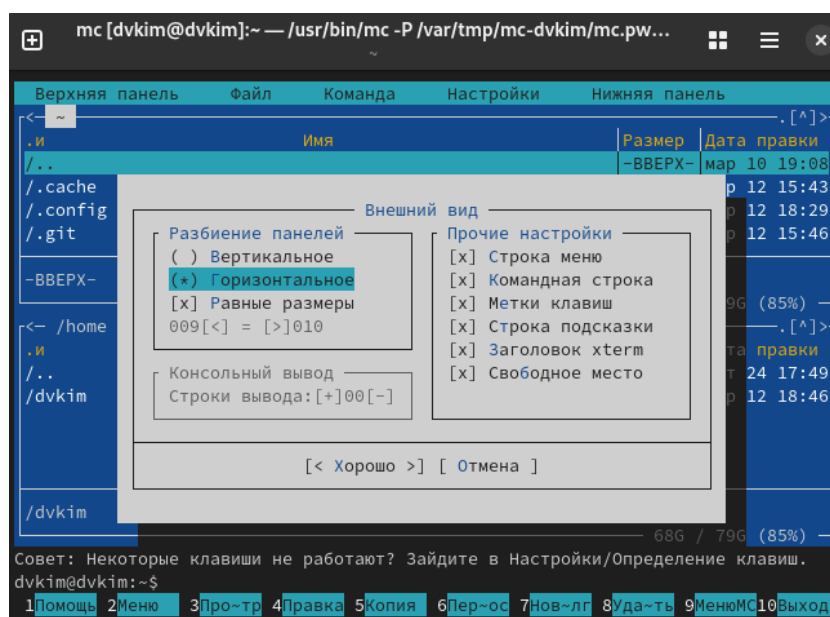 mc [dvkim@dvkim]:~ — /usr/bin/mc -P /var/tmp/mc-dvkim/mc.pw...
~
Верхняя панель Файл Команда Настройки Нижняя панель
<— ~ .[^]>
.и Имя Размер Дата правки
/.. -ВВЕРХ- мар 10 19:08
/.cache р 12 15:43
/.config р 12 18:29
/.git р 12 15:46
Внешний вид
Разбиение панелей Прочие настройки
( ) Вертикальное [x] Строка меню
(*) Горизонтальное [x] Командная строка
[x] Равные размеры [x] Метки клавиш
009[<] = [>]010 [x] Строка подсказки
[x] Заголовок xterm
Консольный вывод [x] Свободное место
Строки вывода:[+]00[-]
[< Хорошо >] [ Отмена ]
-ВВЕРХ- 9G (85%)
<— /home .[^]>
.и та правки
/.. т 24 17:49
/dvkim р 12 18:46
/dvkim
68G / 79G (85%)
Совет: Некоторые клавиши не работают? Зайдите в Настройки/Определение клавиш.
dvkim@dvkim:~$
1Помощь 2Меню 3Про~тр 4Правка 5Копия 6Пер~ос 7Нов~лг 8Уда~ть 9МенюMC10Выход